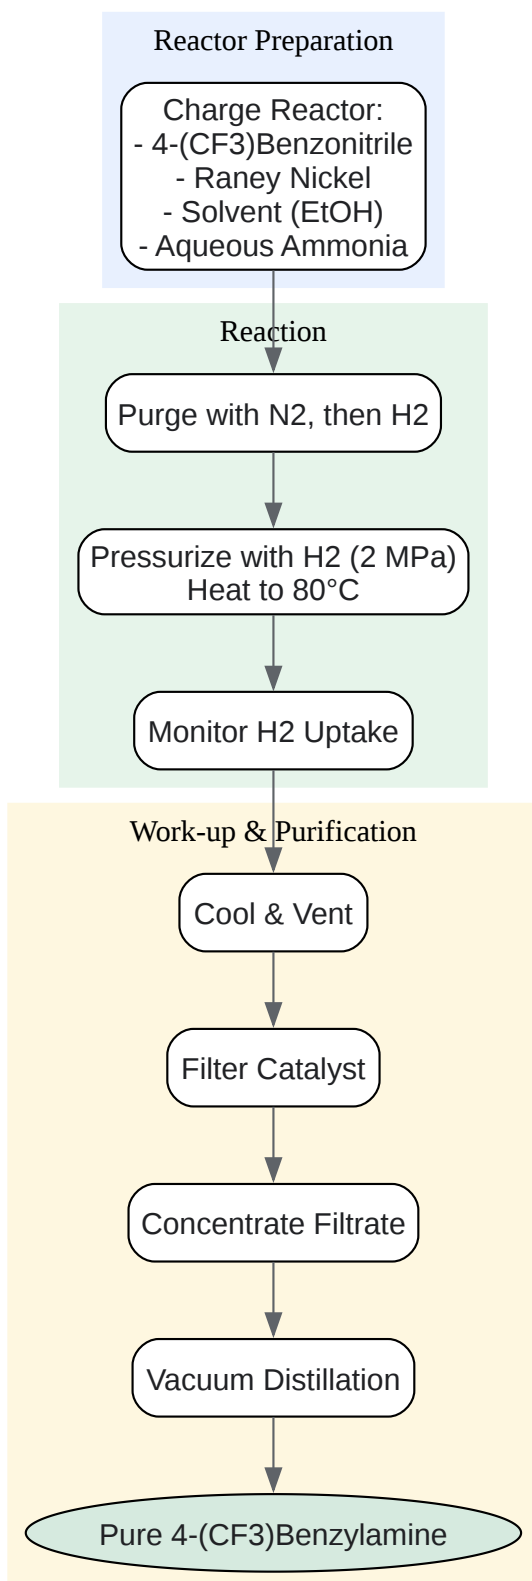 Reactor Preparation
Charge Reactor:
- 4-(CF3)Benzonitrile
- Raney Nickel
- Solvent (EtOH)
- Aqueous Ammonia
Reaction
Purge with N2, then H2
Pressurize with H2 (2 MPa)
Heat to 80°C
Monitor H2 Uptake
Work-up & Purification
Cool & Vent
Filter Catalyst
Concentrate Filtrate
Vacuum Distillation
Pure 4-(CF3)Benzylamine